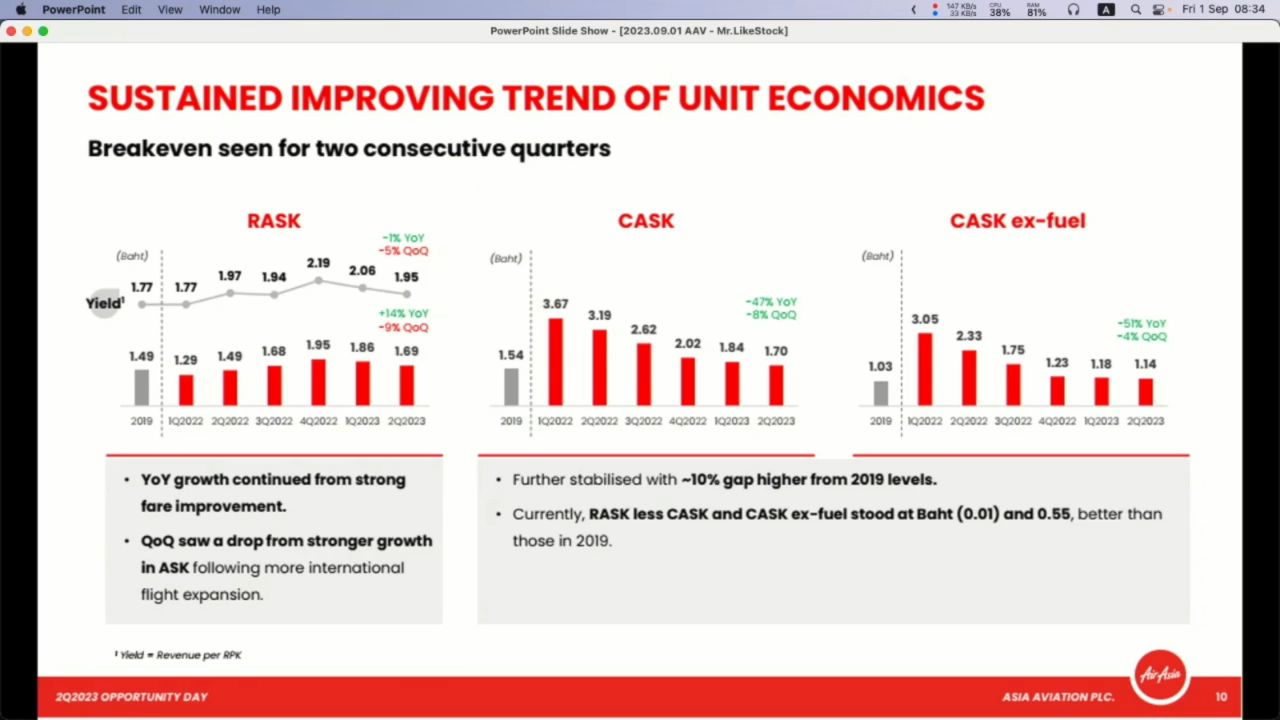 PowerPoint Edit View Window Help
147 KB/s
33 KB/s
CPU
38%
RAM
81%
A
Fri 1 Sep 08:34
PowerPoint Slide Show - [2023.09.01 AAV - Mr.LikeStock]
SUSTAINED IMPROVING TREND OF UNIT ECONOMICS
Breakeven seen for two consecutive quarters
RASK
(Baht)
-1% YoY
-5% QoQ
Yield¹
1.77 1.77 1.97 1.94 2.19 2.06 1.95
+14% YoY
-9% QoQ
1.49 1.29 1.49 1.68 1.95 1.86 1.69
2019 1Q2022 2Q2022 3Q2022 4Q2022 1Q2023 2Q2023
CASK
(Baht)
-47% YoY
-8% QoQ
1.54 3.67 3.19 2.62 2.02 1.84 1.70
2019 1Q2022 2Q2022 3Q2022 4Q2022 1Q2023 2Q2023
CASK ex-fuel
(Baht)
-51% YoY
-4% QoQ
1.03 3.05 2.33 1.75 1.23 1.18 1.14
2019 1Q2022 2Q2022 3Q2022 4Q2022 1Q2023 2Q2023
• YoY growth continued from strong
fare improvement.
• QoQ saw a drop from stronger growth
in ASK following more international
flight expansion.
• Further stabilised with ~10% gap higher from 2019 levels.
• Currently, RASK less CASK and CASK ex-fuel stood at Baht (0.01) and 0.55, better than
those in 2019.
¹ Yield = Revenue per RPK
2Q2023 OPPORTUNITY DAY
ASIA AVIATION PLC.
AirAsia
10